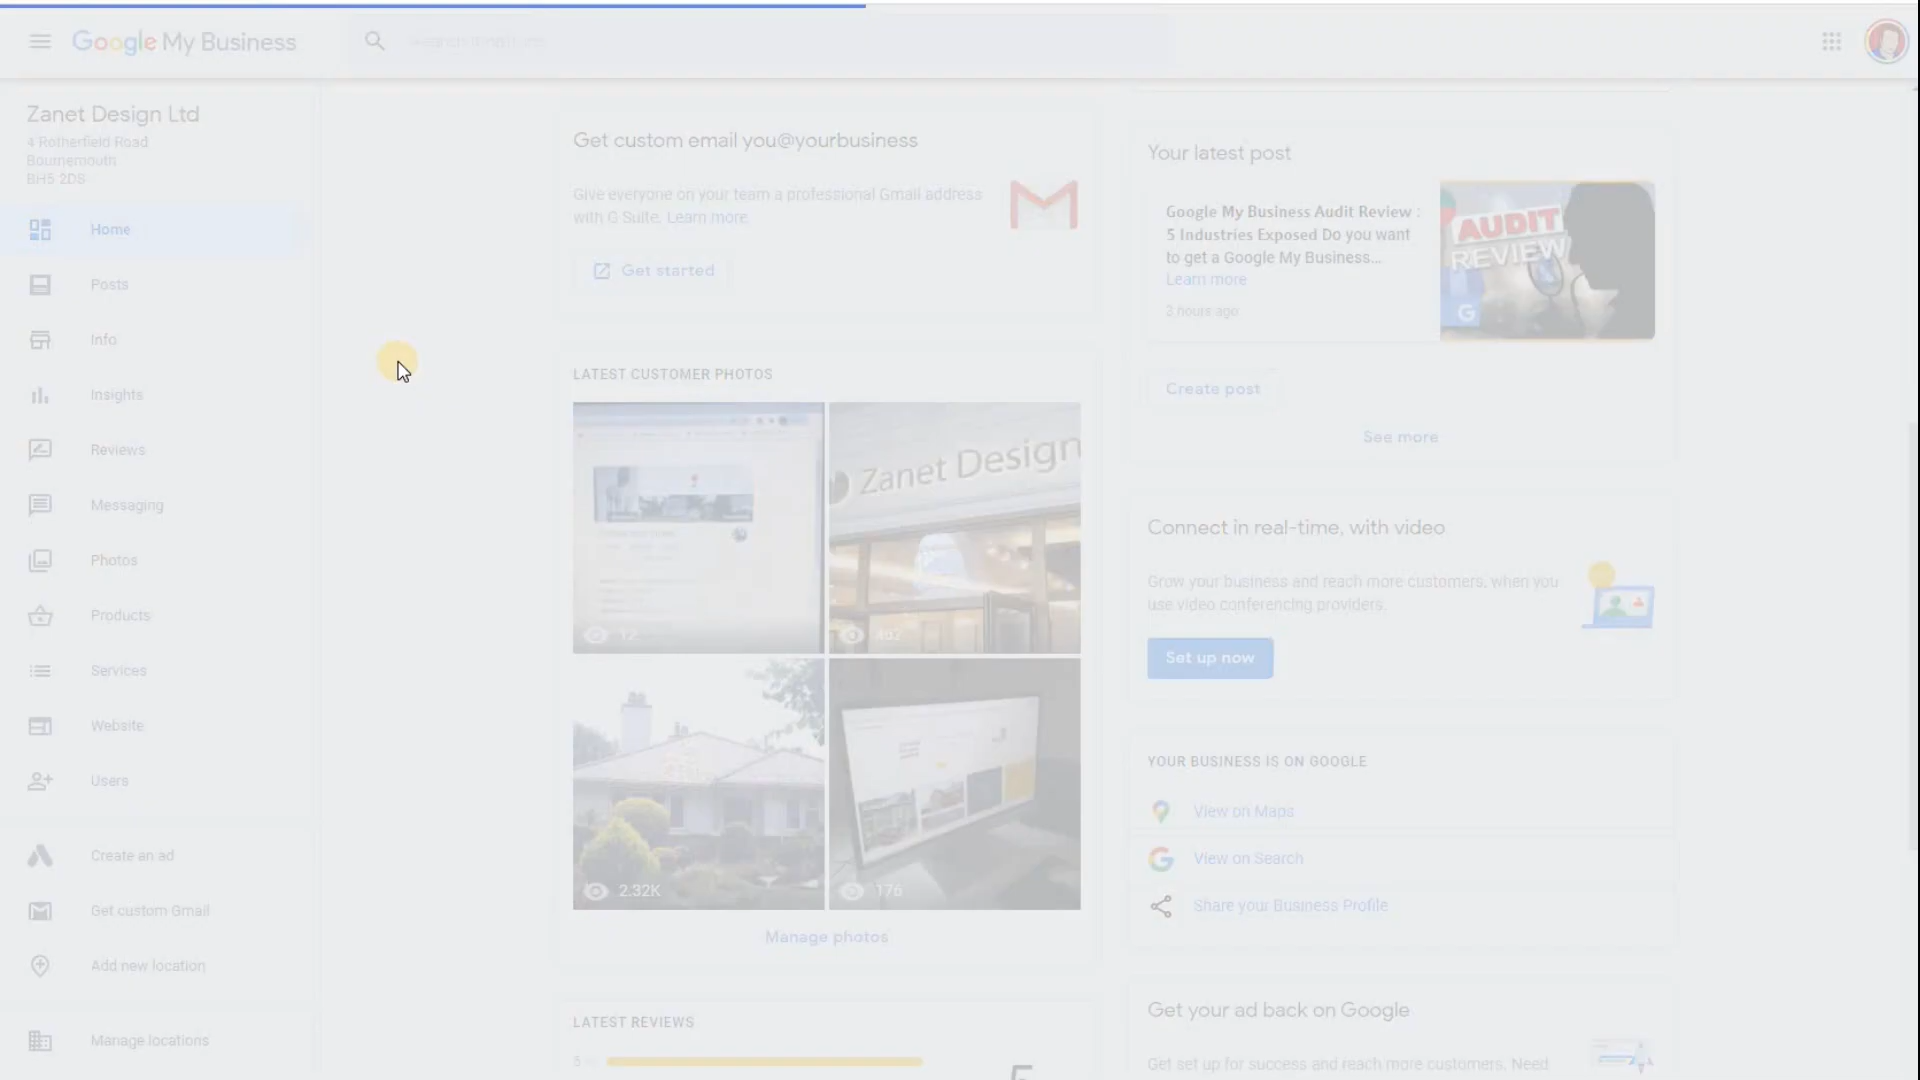 Google My Business
Zanet Design Ltd
4 Rotherfield Road
Bournemouth
BH5 2DS
Home
Posts
Info
Insights
Reviews
Messaging
Photos
Products
Services
Website
Users
Create an ad
Get custom Gmail
Add new location
Manage locations
Get custom email you@yourbusiness
Give everyone on your team a professional Gmail address
with G Suite. Learn more
Get started
LATEST CUSTOMER PHOTOS
Zanet Design
12
402
2.32K
176
Manage photos
LATEST REVIEWS
5
5
Your latest post
Google My Business Audit Review :
5 Industries Exposed Do you want
to get a Google My Business...
Learn more
hours ago
AUDIT
REVIEW
G
Create post
See more
Connect in real-time, with video
Grow your business and reach more customers, when you
use video conferencing providers.
Set up now
YOUR BUSINESS IS ON GOOGLE
View on Maps
View on Search
Share your Business Profile
Get your ad back on Google
Get set up for success and reach more customers. Need